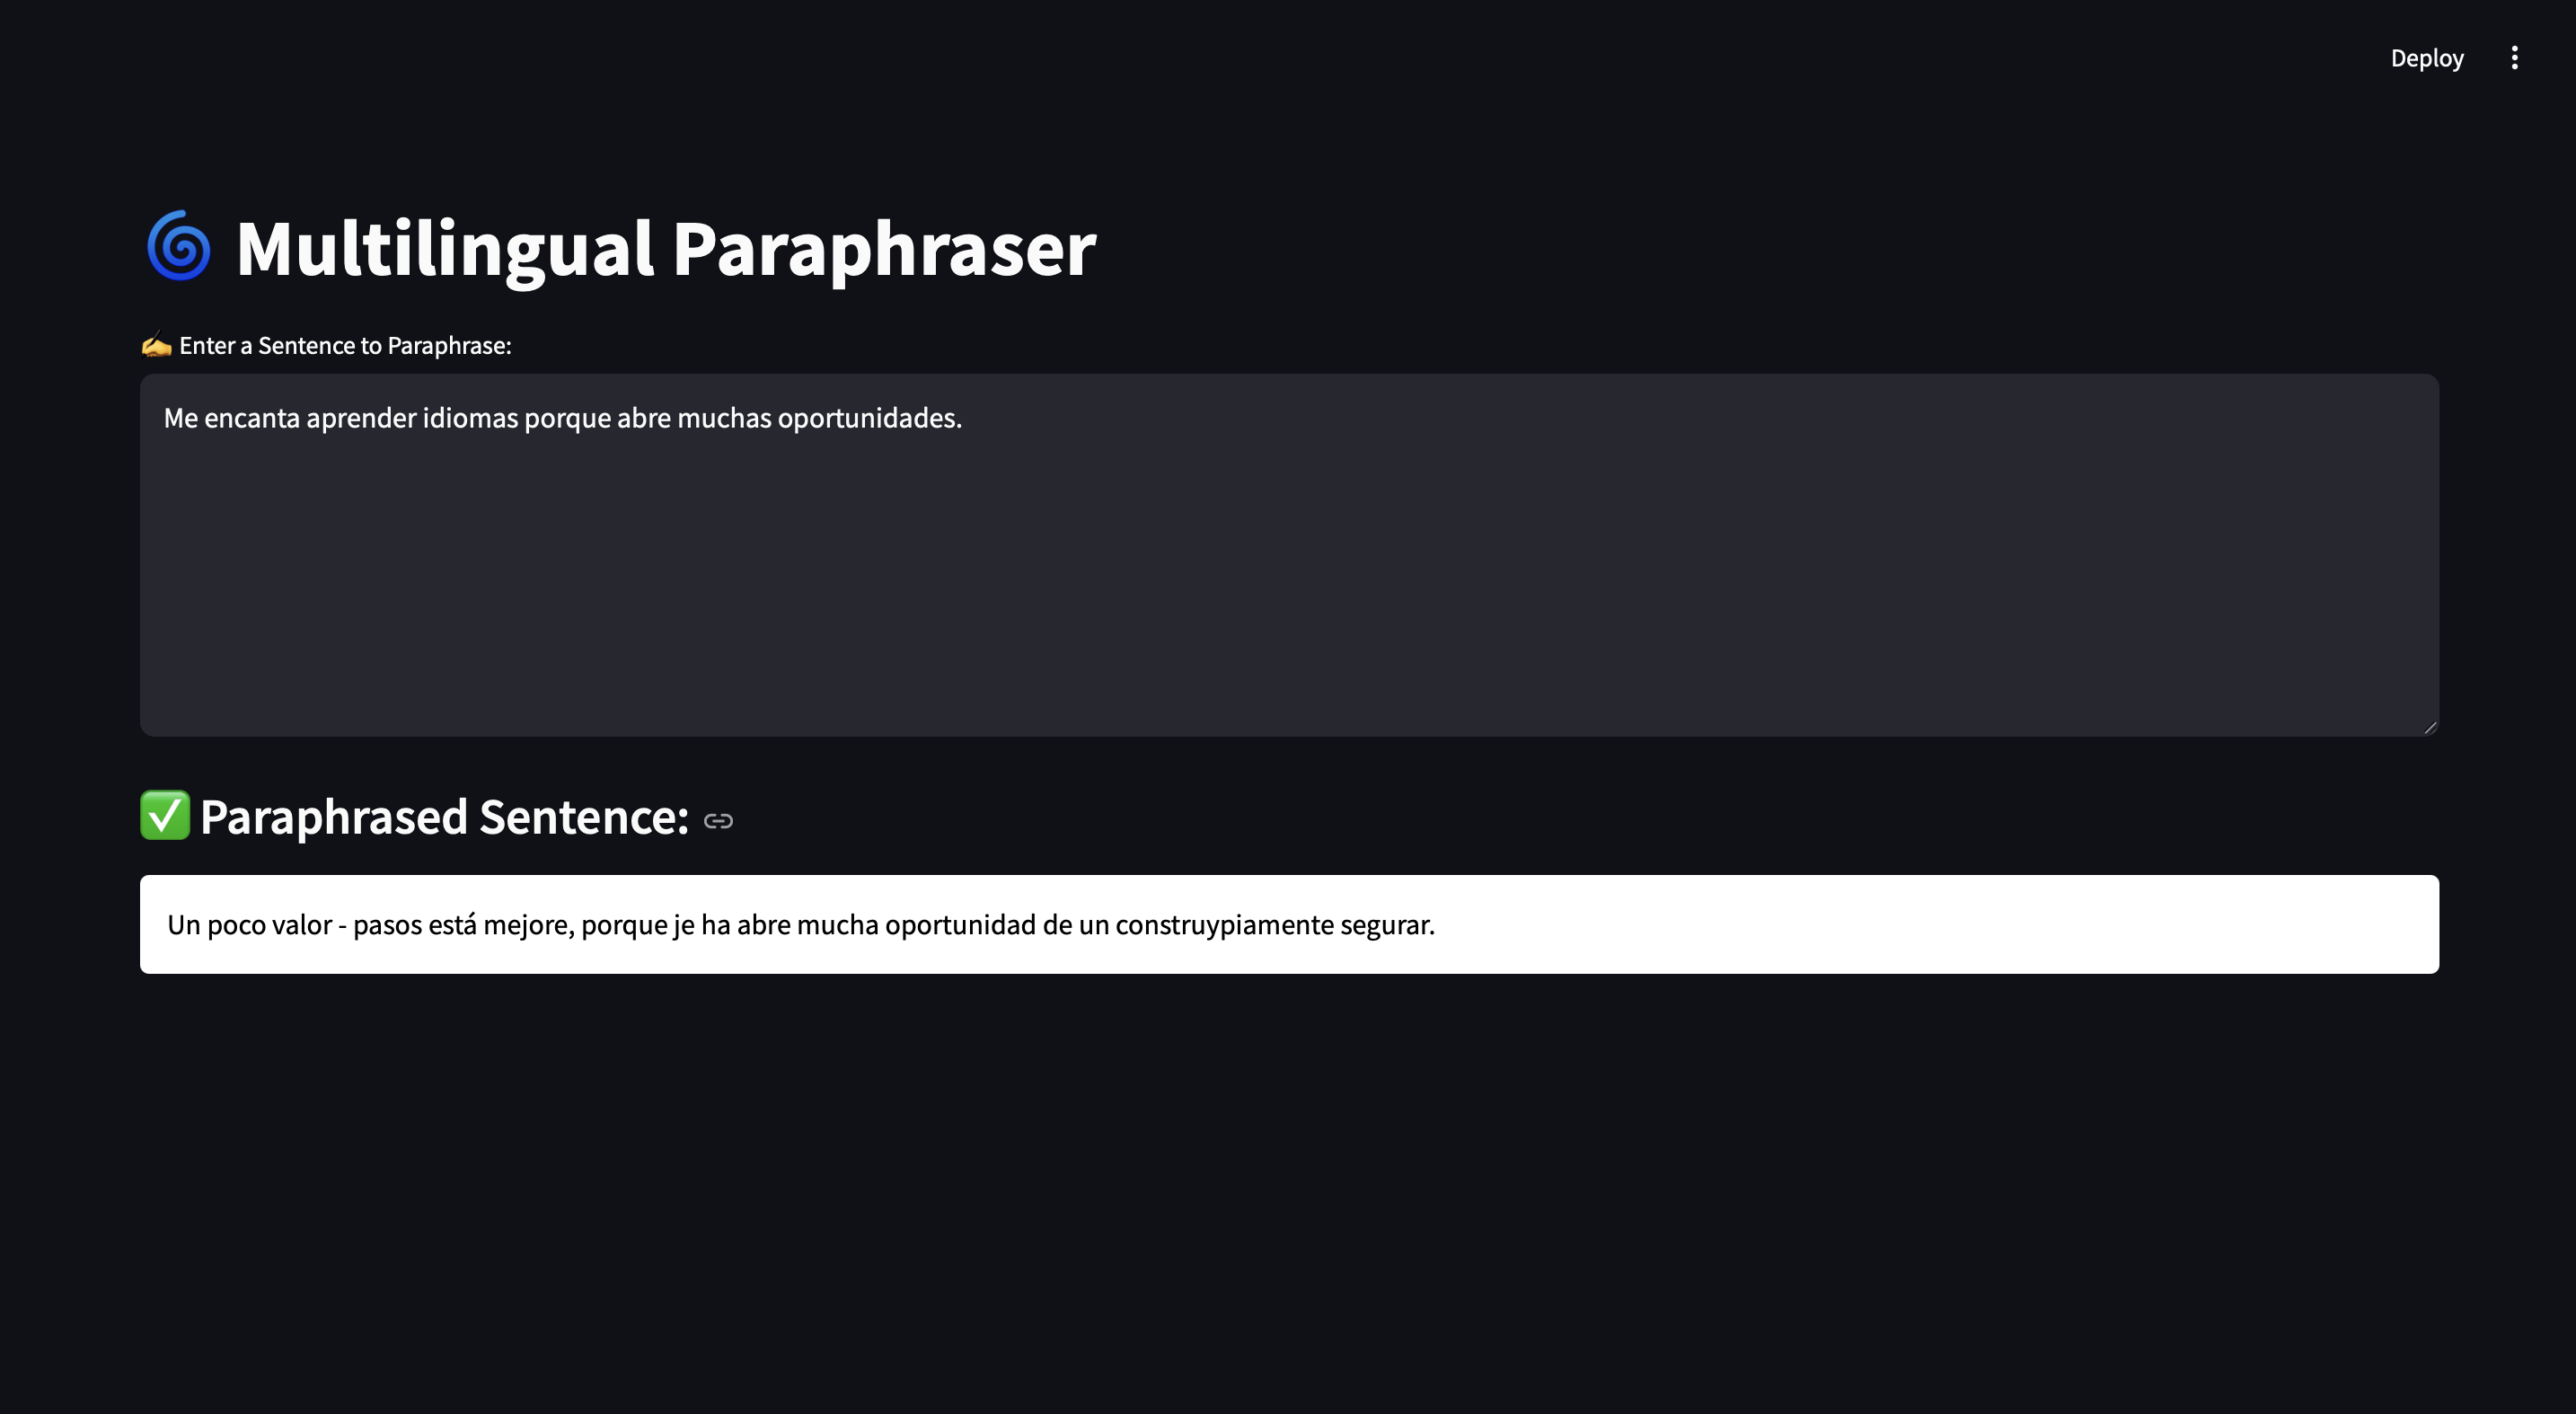 Deploy
🌀 Multilingual Paraphraser
✍️ Enter a Sentence to Paraphrase:
Me encanta aprender idiomas porque abre muchas oportunidades.
✅ Paraphrased Sentence:
Un poco valor - pasos está mejore, porque je ha abre mucha oportunidad de un construypiamente segurar.